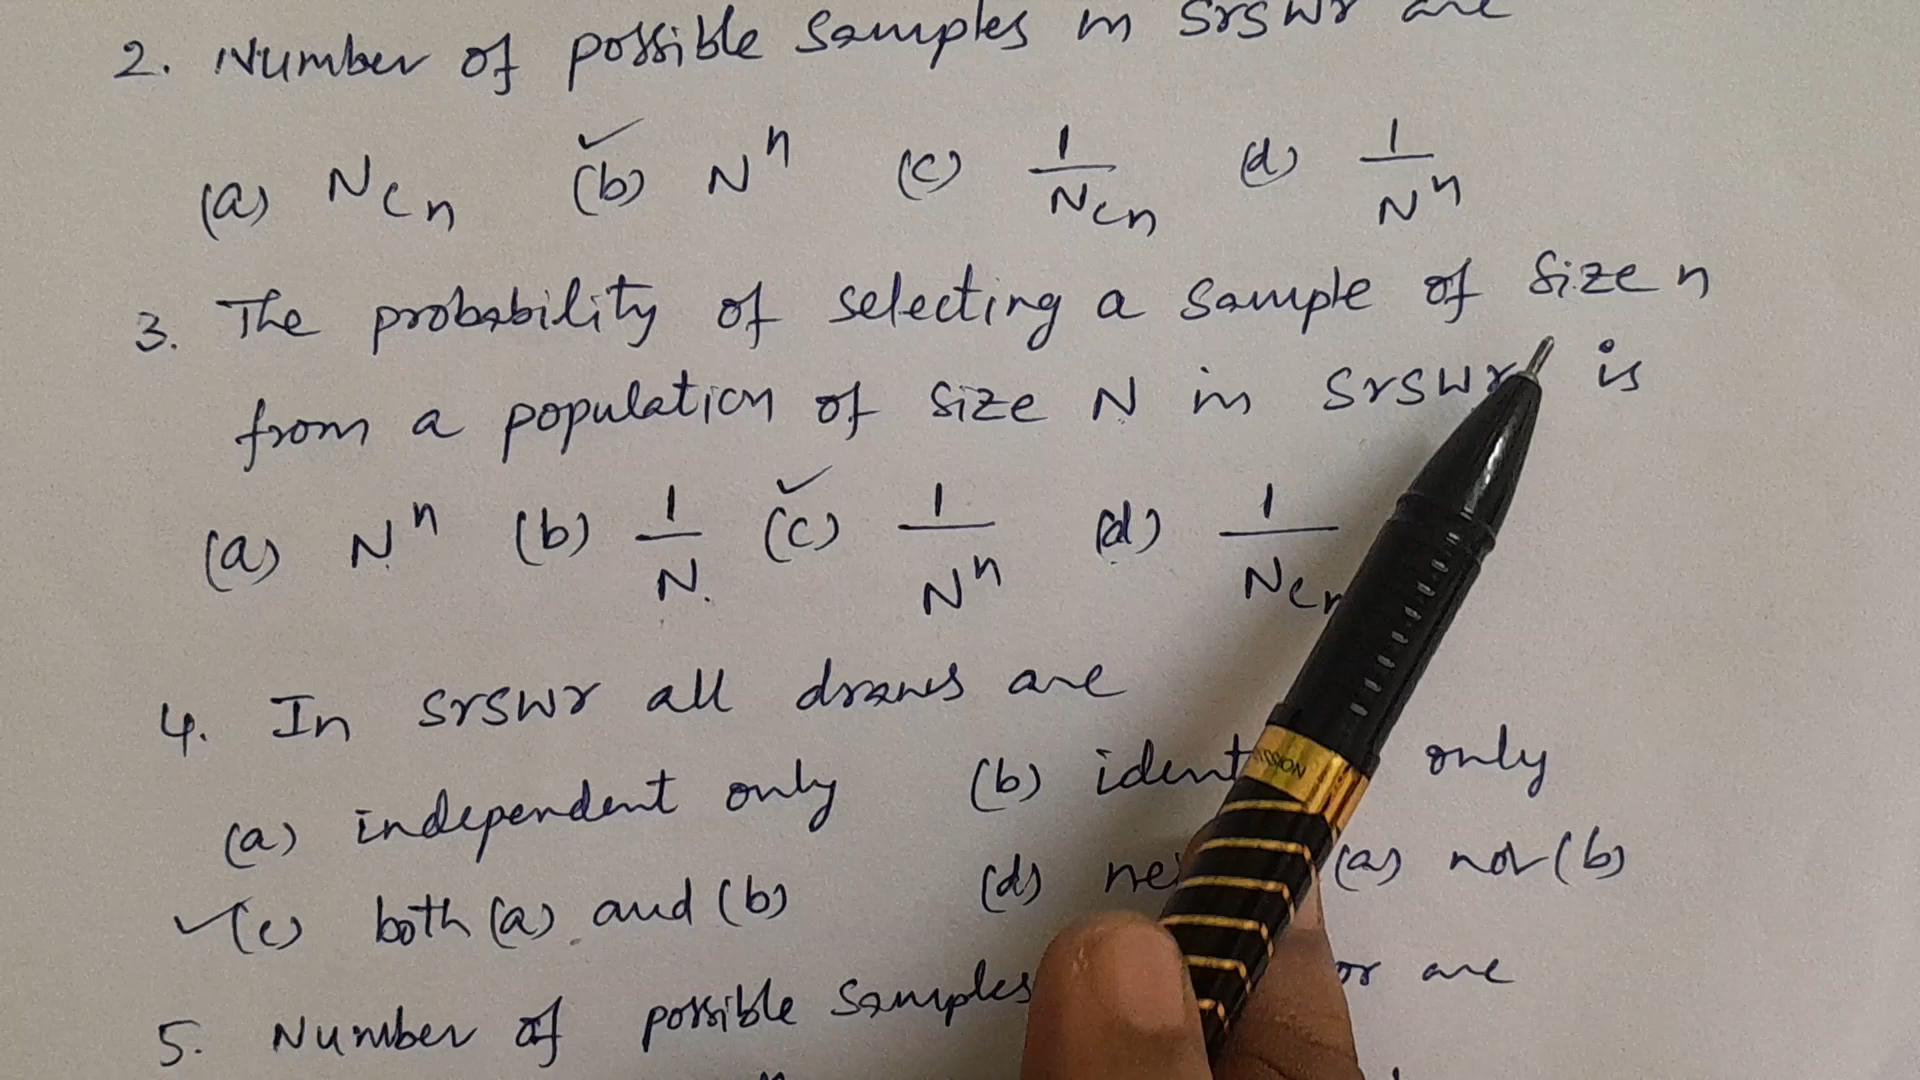 2. Number of possible samples in srswr are
(a) Ncn (b) N^n (c) 1/Ncn (d) 1/N^n
3. The probability of selecting a sample of size n
from a population of size N in srswr is
(a) N^n (b) 1/N. (c) 1/N^n (d) 1/Ncn
4. In srswr all draws are
(a) independent only (b) ident only
(c) both (a) and (b) (d) ne (a) nor (b)
5. Number of possible samples or are